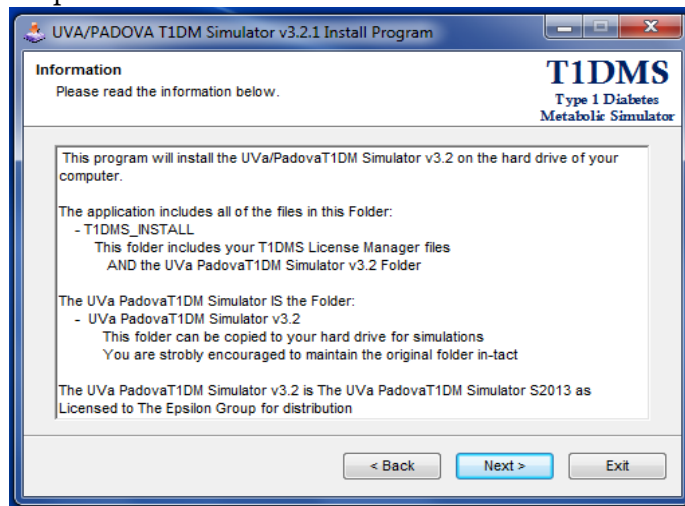 UVA/PADOVA T1DM Simulator v3.2.1 Install Program
Information
Please read the information below.
T1DMS
Type 1 Diabetes
Metabolic Simulator
This program will install the UVa/PadovaT1DM Simulator v3.2 on the hard drive of your
computer.
The application includes all of the files in this Folder:
- T1DMS_INSTALL
This folder includes your T1DMS License Manager files
AND the UVa PadovaT1DM Simulator v3.2 Folder
The UVa PadovaT1DM Simulator IS the Folder:
- UVa PadovaT1DM Simulator v3.2
This folder can be copied to your hard drive for simulations
You are strobly encouraged to maintain the original folder in-tact
The UVa PadovaT1DM Simulator v3.2 is The UVa PadovaT1DM Simulator S2013 as
Licensed to The Epsilon Group for distribution
< Back
Next >
Exit